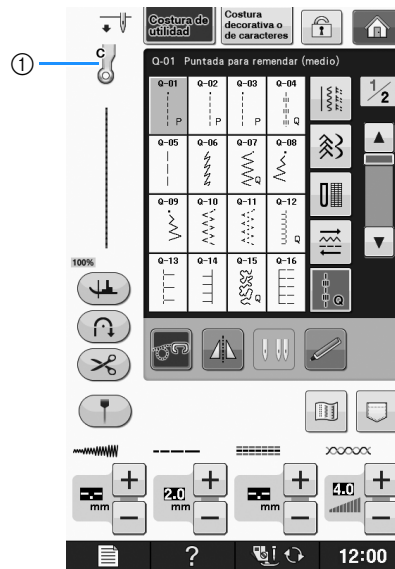 Costura de utilidad
Costura decorativa o de caracteres
①
C
Q-01 Puntada para remendar (medio)
1/2
Q-01 Q-02 Q-03 Q-04
P P P Q
Q-05 Q-06 Q-07 Q-08
Q
Q-09 Q-10 Q-11 Q-12
Q
Q-13 Q-14 Q-15 Q-16
Q
Q
100%
+ + + +
-.- 2.0 -.- 4.0
mm mm mm
− − − −
? 12:00